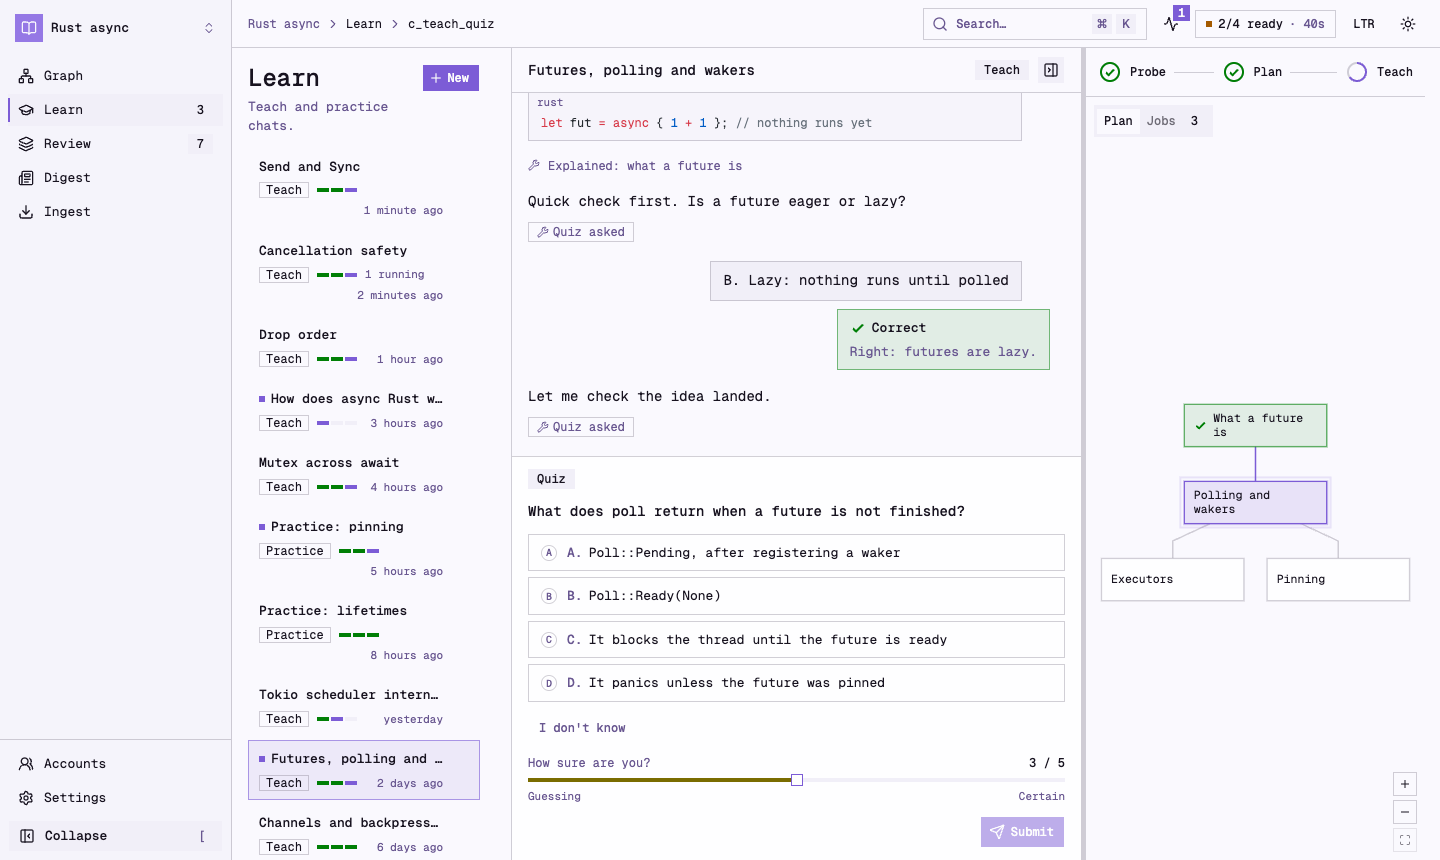 Rust async
Graph
Learn 3
Review 7
Digest
Ingest
Accounts
Settings
Collapse [
Rust async > Learn > c_teach_quiz
Search… ⌘ K
1
2/4 ready · 40s
LTR
Learn
+ New
Teach and practice
chats.
Send and Sync
Teach
1 minute ago
Cancellation safety
Teach 1 running
2 minutes ago
Drop order
Teach 1 hour ago
How does async Rust w…
Teach 3 hours ago
Mutex across await
Teach 4 hours ago
Practice: pinning
Practice
5 hours ago
Practice: lifetimes
Practice
8 hours ago
Tokio scheduler intern…
Teach yesterday
Futures, polling and …
Teach 2 days ago
Channels and backpress…
Teach 6 days ago
Futures, polling and wakers
Teach
rust
let fut = async { 1 + 1 }; // nothing runs yet
Explained: what a future is
Quick check first. Is a future eager or lazy?
Quiz asked
B. Lazy: nothing runs until polled
Correct
Right: futures are lazy.
Let me check the idea landed.
Quiz asked
Quiz
What does poll return when a future is not finished?
A A. Poll::Pending, after registering a waker
B B. Poll::Ready(None)
C C. It blocks the thread until the future is ready
D D. It panics unless the future was pinned
I don't know
How sure are you? 3 / 5
Guessing Certain
Submit
Probe Plan Teach
Plan Jobs 3
What a future
is
Polling and
wakers
Executors
Pinning